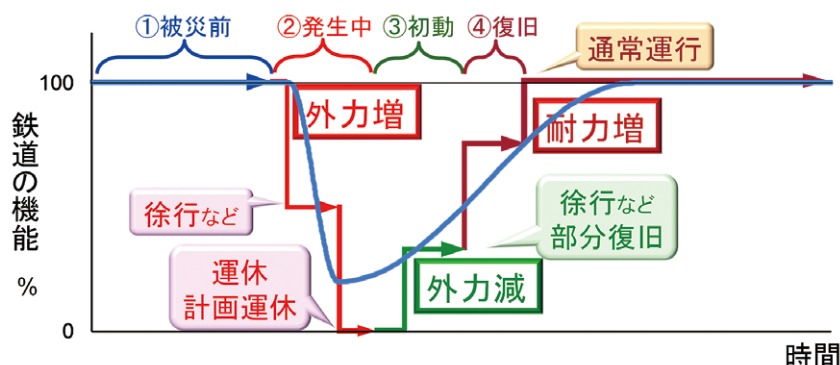 ①被災前
②発生中
③初動
④復旧
通常運行
100
外力増
耐力増
鉄道の機能
%
徐行など
徐行など
部分復旧
運休
計画運休
外力減
0
時間